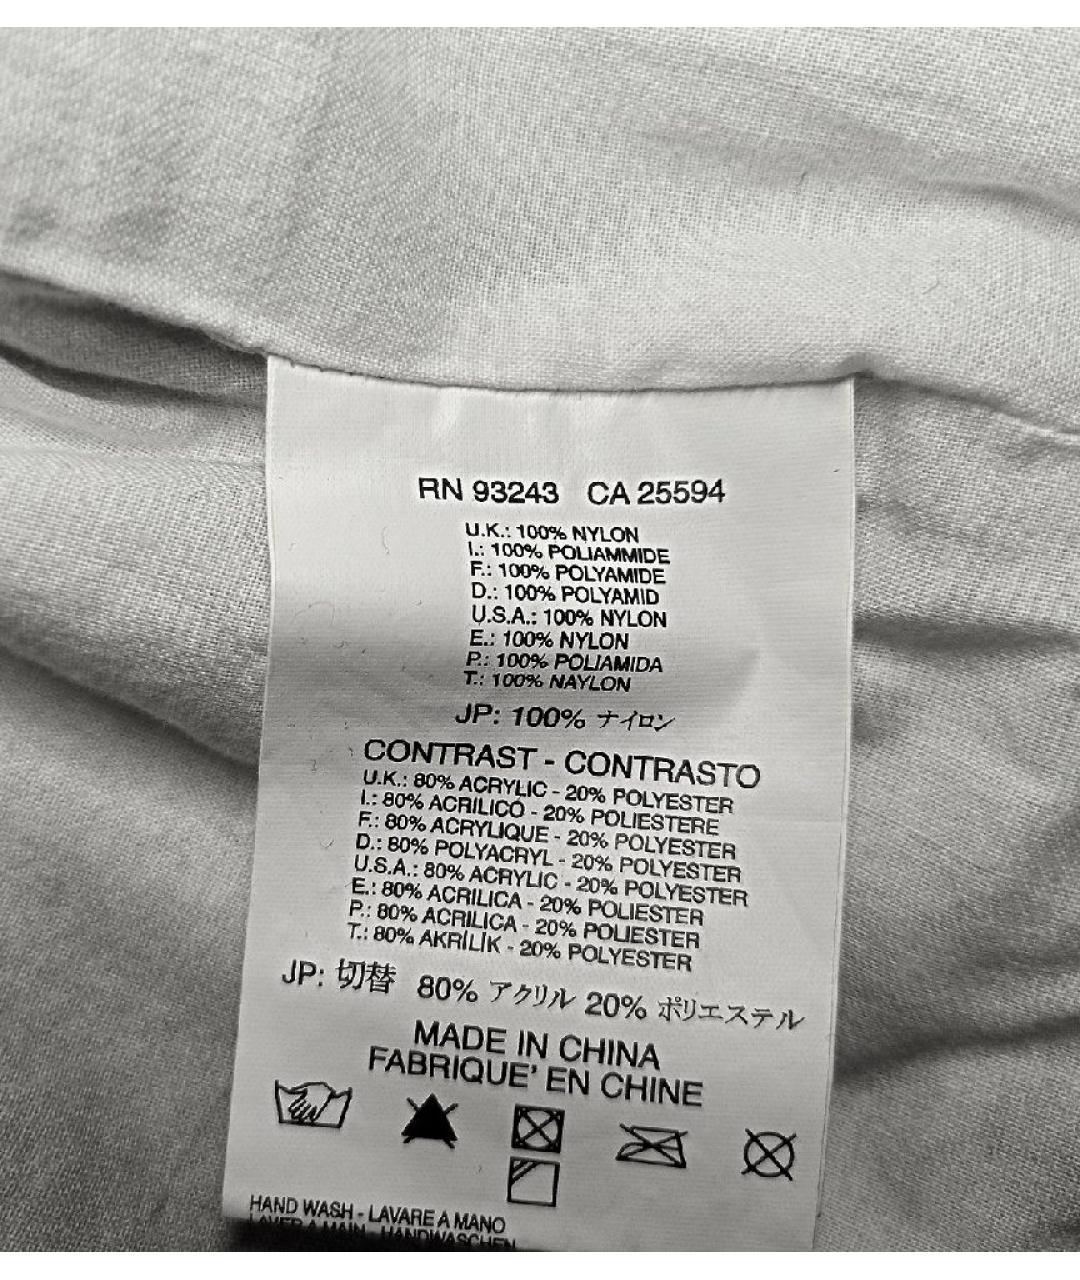 RN 93243 CA 25594
U.K.: 100% NYLON
I.: 100% POLIAMMIDE
F.: 100% POLYAMIDE
D.: 100% POLYAMID
U.S.A.: 100% NYLON
E.: 100% NYLON
P.: 100% POLIAMIDA
T.: 100% NAYLON
JP: 100% ナイロン
CONTRAST - CONTRASTO
U.K.: 80% ACRYLIC - 20% POLYESTER
I.: 80% ACRILICO - 20% POLIESTERE
F.: 80% ACRYLIQUE - 20% POLYESTER
D.: 80% POLYACRYL - 20% POLYESTER
U.S.A.: 80% ACRYLIC - 20% POLYESTER
E.: 80% ACRILICA - 20% POLIESTER
P.: 80% ACRILICA - 20% POLIESTER
T.: 80% AKRİLİK - 20% POLYESTER
JP: 切替 80% アクリル 20% ポリエステル
MADE IN CHINA
FABRIQUE' EN CHINE
HAND WASH - LAVARE A MANO
LAVER A MAIN - HANDWASCHEN